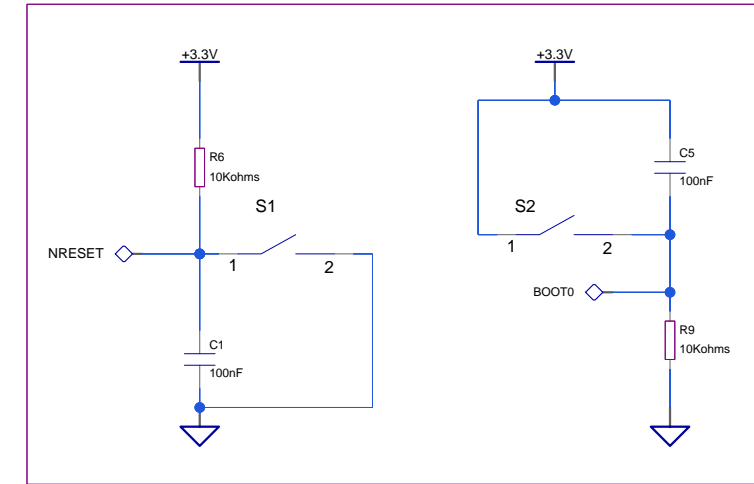 +3.3V
R6
10Kohms
S1
NRESET
1
2
C1
100nF
+3.3V
C5
100nF
S2
1
2
BOOT0
R9
10Kohms